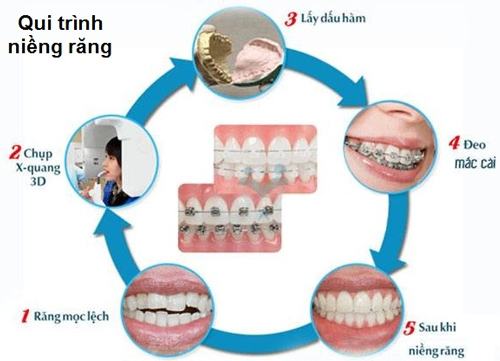 Qui trình
niềng răng
3 Lấy dấu hàm
2 Chụp
X-quang
3D
4 Đeo
mác cài
1 Răng mọc lệch
5 Sau khi
niềng răng